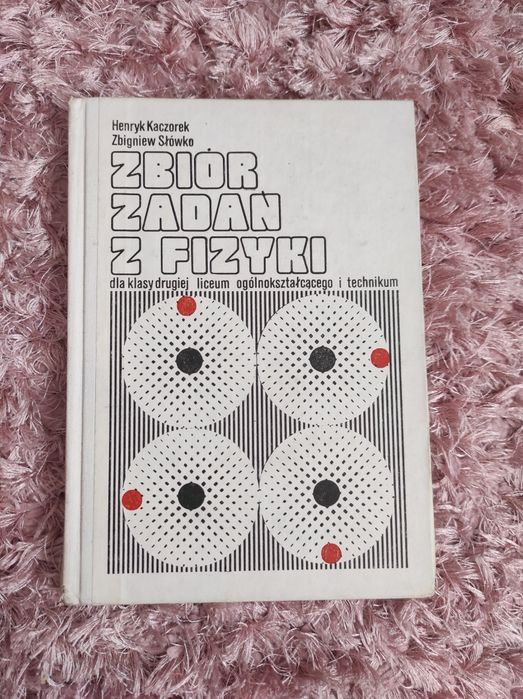 Henryk Kaczorek
Zbigniew Słówko
ZBIÓR
ZADAŃ
Z FIZYKI
dla klasy drugiej liceum ogólnokształcącego i technikum